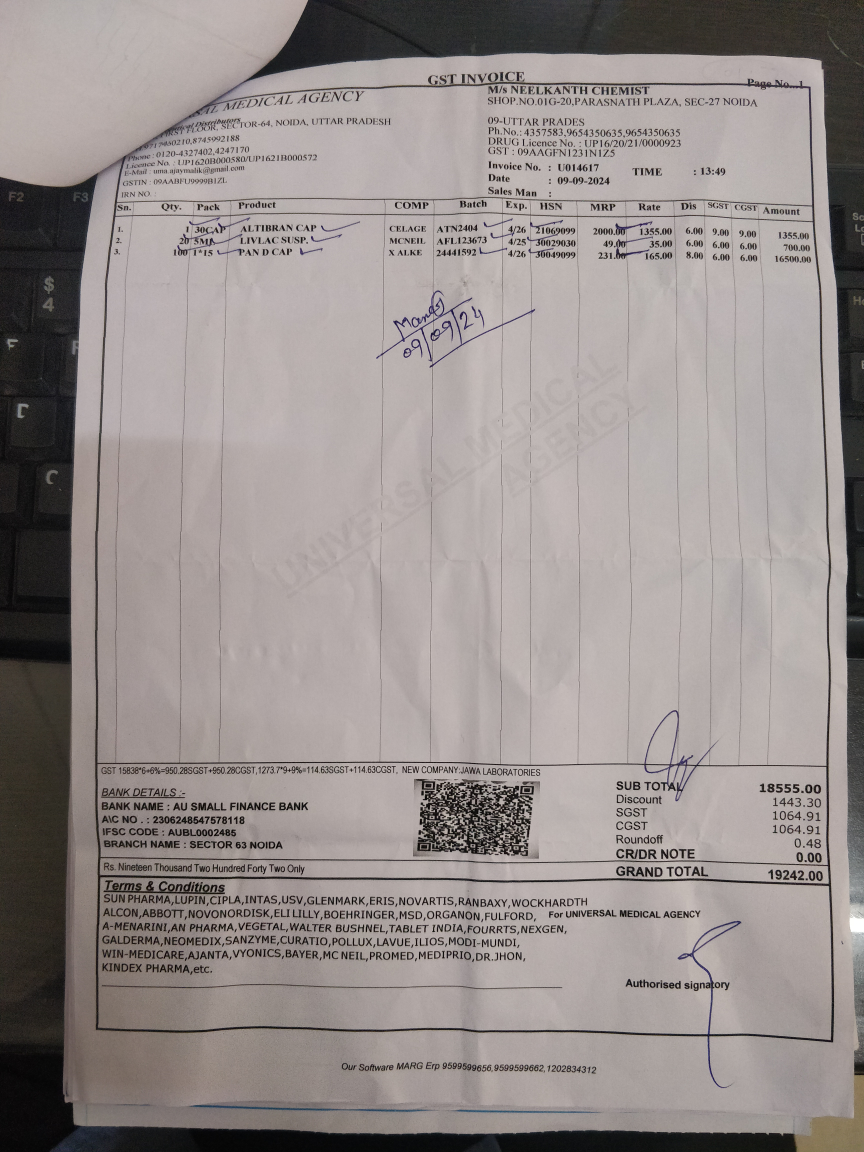 GST INVOICE
Page No...1
SAL MEDICAL AGENCY
FIRST FLOOR, SECTOR-64, NOIDA, UTTAR PRADESH
8745992188
Phone : 0120-4327402,4247170
Licence No. : UP1620B000580/UP1621B000572
E-Mail : uma.ajaymalik@gmail.com
GSTIN : 09AABFU9999B1ZL
IRN NO. :
M/s NEELKANTH CHEMIST
SHOP.NO.01G-20,PARASNATH PLAZA, SEC-27 NOIDA
09-UTTAR PRADES
Ph.No.: 4357583,9654350635,9654350635
DRUG Licence No. : UP16/20/21/0000923
GST : 09AAGFN1231N1Z5
Invoice No. : U014617 TIME : 13:49
Date : 09-09-2024
Sales Man :
Sn. Qty. Pack Product COMP Batch Exp. HSN MRP Rate Dis SGST CGST Amount
1. 1 30CAP ALTIBRAN CAP CELAGE ATN2404 4/26 21069099 2000.00 1355.00 6.00 9.00 9.00 1355.00
2. 20 5ML LIVLAC SUSP. MCNEIL AFL123673 4/25 30029030 49.00 35.00 6.00 6.00 6.00 700.00
3. 100 1*15 PAN D CAP X ALKE 24441592 4/26 30049099 231.00 165.00 8.00 6.00 6.00 16500.00
09/09/24
UNIVERSAL MEDICAL
AGENCY
GST 15838*6+6%=950.28SGST+950.28CGST,1273.7*9+9%=114.63SGST+114.63CGST, NEW COMPANY:JAWA LABORATORIES
BANK DETAILS :-
BANK NAME : AU SMALL FINANCE BANK
A\C NO . : 2306248547578118
IFSC CODE : AUBL0002485
BRANCH NAME : SECTOR 63 NOIDA
SUB TOTAL 18555.00
Discount 1443.30
SGST 1064.91
CGST 1064.91
Roundoff 0.48
CR/DR NOTE 0.00
GRAND TOTAL 19242.00
Rs. Nineteen Thousand Two Hundred Forty Two Only
Terms & Conditions
SUN PHARMA,LUPIN,CIPLA,INTAS,USV,GLENMARK,ERIS,NOVARTIS,RANBAXY,WOCKHARDTH
ALCON,ABBOTT,NOVONORDISK,ELI LILLY,BOEHRINGER,MSD,ORGANON,FULFORD,
A-MENARINI,AN PHARMA,VEGETAL,WALTER BUSHNEL,TABLET INDIA,FOURRTS,NEXGEN,
GALDERMA,NEOMEDIX,SANZYME,CURATIO,POLLUX,LAVUE,ILIOS,MODI-MUNDI,
WIN-MEDICARE,AJANTA,VYONICS,BAYER,MC NEIL,PROMED,MEDIPRIO,DR.JHON,
KINDEX PHARMA,etc.
For UNIVERSAL MEDICAL AGENCY
Authorised signatory
Our Software MARG Erp 9599599656,9599599662,1202834312
F2
F3
$
4
F
D
C